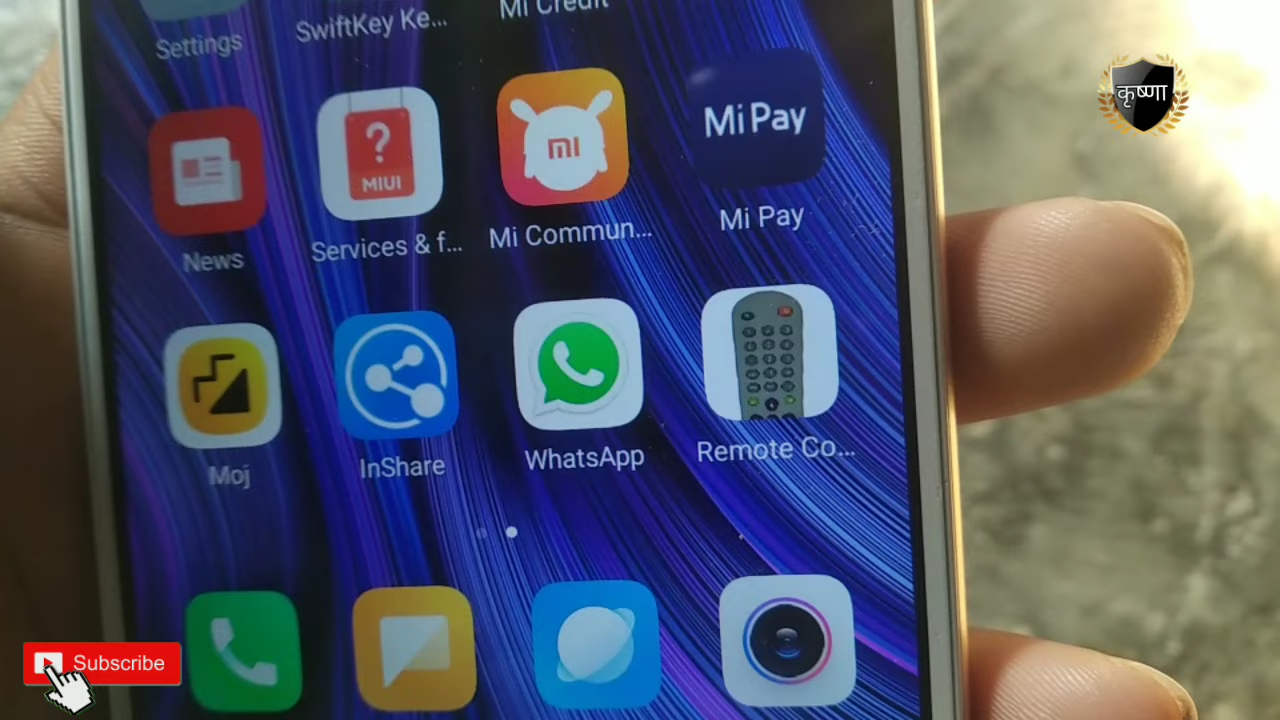 Settings
SwiftKey Ke...
Mi Credit
कृष्णा
?
MIUI
mi
Mi Pay
News
Services & f...
Mi Commun...
Mi Pay
Moj
InShare
WhatsApp
Remote Co...
Subscribe